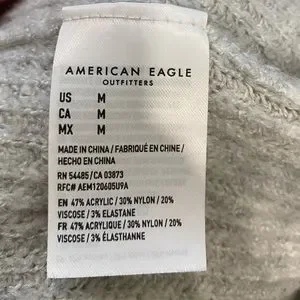 AMERICAN EAGLE
OUTFITTERS
US M
CA M
MX M
MADE IN CHINA / FABRIQUÉ EN CHINE /
HECHO EN CHINA
RN 54485/CA 03873
RFC# AEM120605U9A
EN 47% ACRYLIC / 30% NYLON / 20%
VISCOSE / 3% ELASTANE
FR 47% ACRYLIQUE / 30% NYLON / 20%
VISCOSE / 3% ÉLASTHANNE